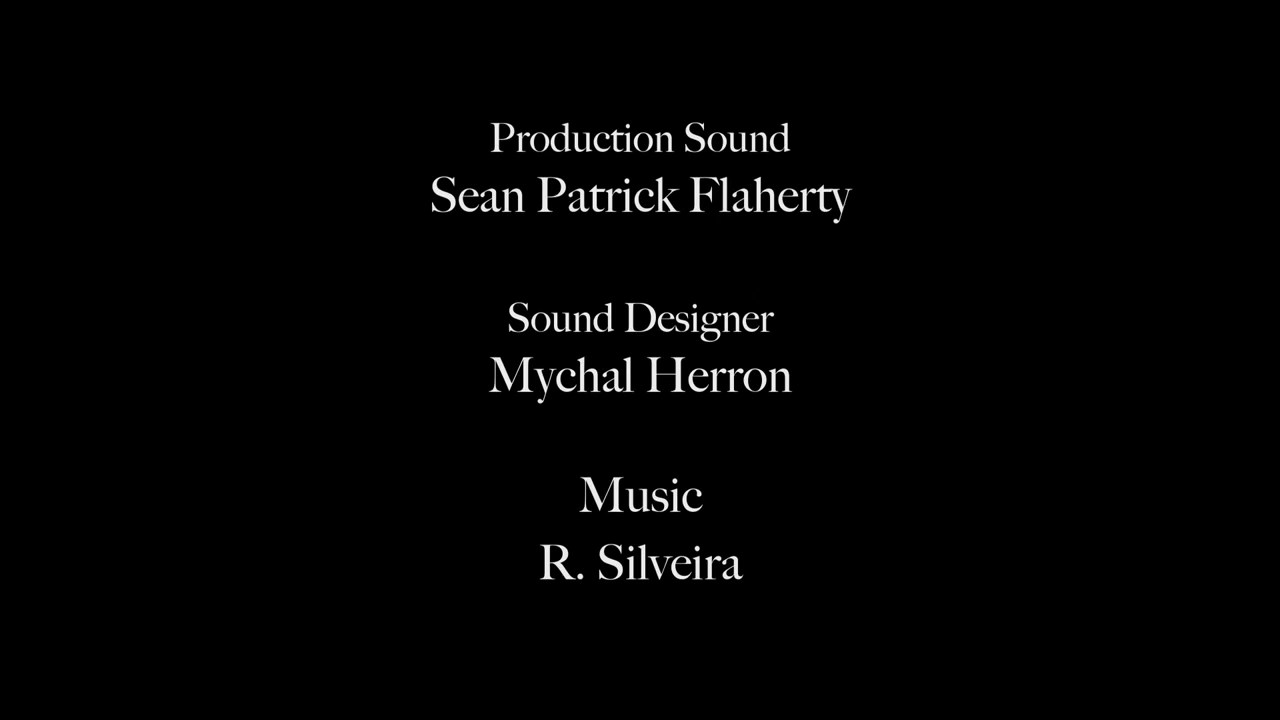 Production Sound
Sean Patrick Flaherty
Sound Designer
Mychal Herron
Music
R. Silveira